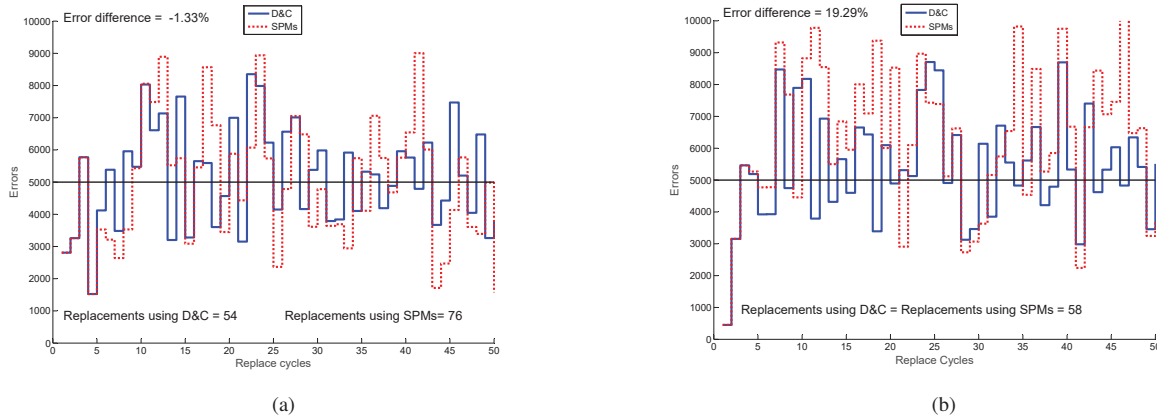 Error difference = -1.33%
D&C
SPMs
10000
9000
8000
7000
6000
5000
4000
3000
2000
1000
0
Errors
Replacements using D&C = 54
Replacements using SPMs= 76
0 5 10 15 20 25 30 35 40 45 50
Replace cycles
(a)
Error difference = 19.29%
D&C
SPMs
10000
9000
8000
7000
6000
5000
4000
3000
2000
1000
0
Errors
Replacements using D&C = Replacements using SPMs = 58
0 5 10 15 20 25 30 35 40 45 50
Replace Cycles
(b)